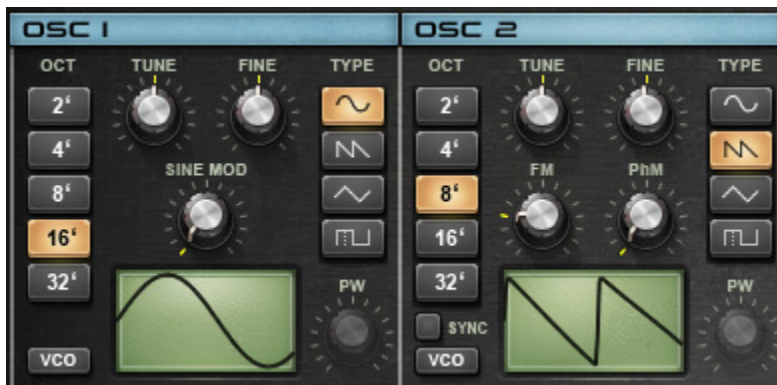 OSC 1
OCT TUNE FINE TYPE
2'
4'
SINE MOD
8'
16'
32'
PW
VCO
OSC 2
OCT TUNE FINE TYPE
2'
4'
FM PhM
8'
16'
32'
PW
SYNC
VCO